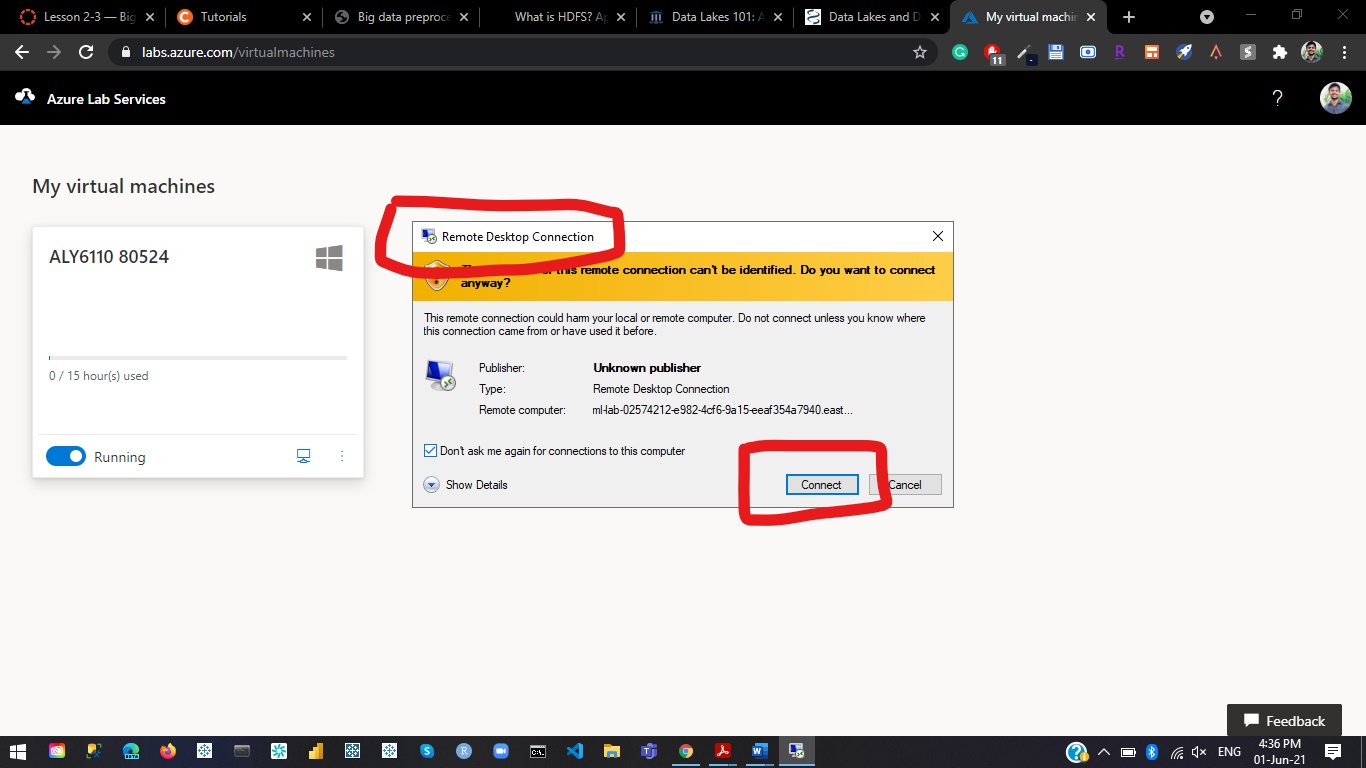 Lesson 2-3 — Big
Tutorials
Big data preproce
What is HDFS? Ap
Data Lakes 101: A
Data Lakes and D
My virtual machin
labs.azure.com/virtualmachines
11
Azure Lab Services
?
My virtual machines
ALY6110 80524
0 / 15 hour(s) used
Running
Remote Desktop Connection
this remote connection can't be identified. Do you want to connect
anyway?
This remote connection could harm your local or remote computer. Do not connect unless you know where
this connection came from or have used it before.
Publisher: Unknown publisher
Type: Remote Desktop Connection
Remote computer: ml-lab-02574212-e982-4cf6-9a15-eeaf354a7940.east...
Don't ask me again for connections to this computer
Show Details
Connect
Cancel
Feedback
ENG
4:36 PM
01-Jun-21